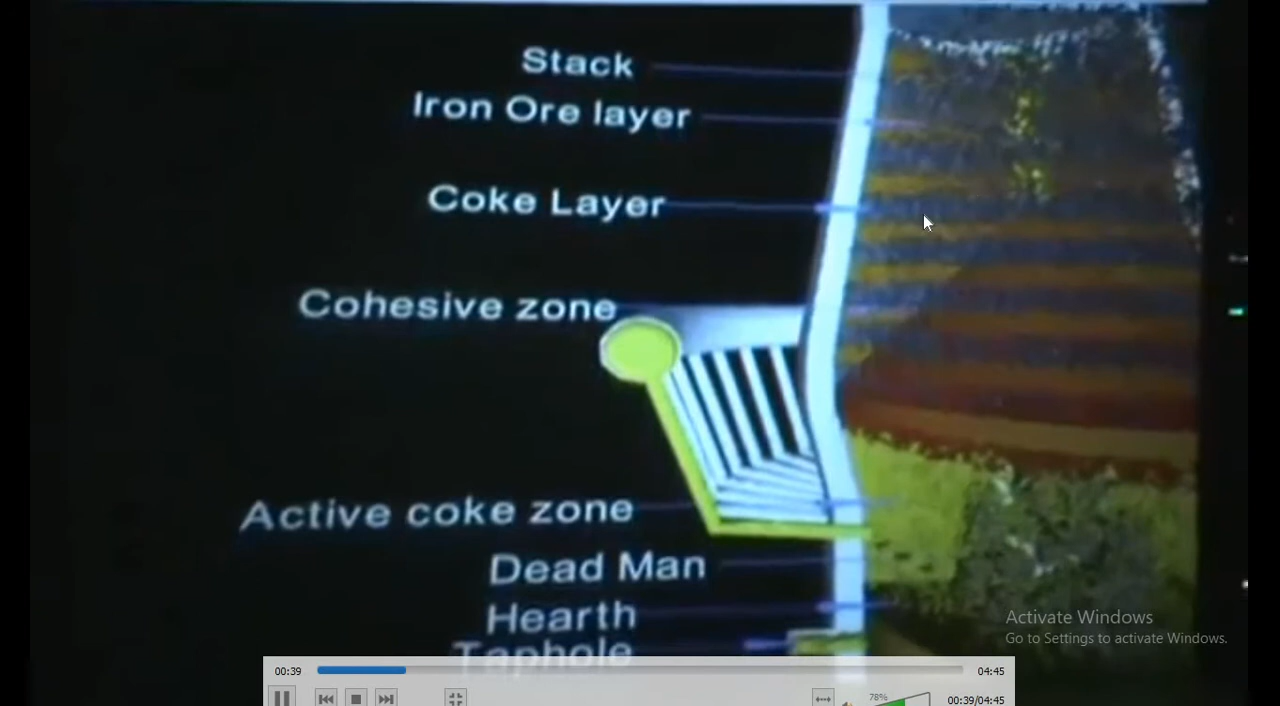 Stack
Iron Ore layer
Coke Layer
Cohesive zone
Active coke zone
Dead Man
Hearth
Taphole
Activate Windows
Go to Settings to activate Windows.
00:39
04:45
78%
00:39/04:45